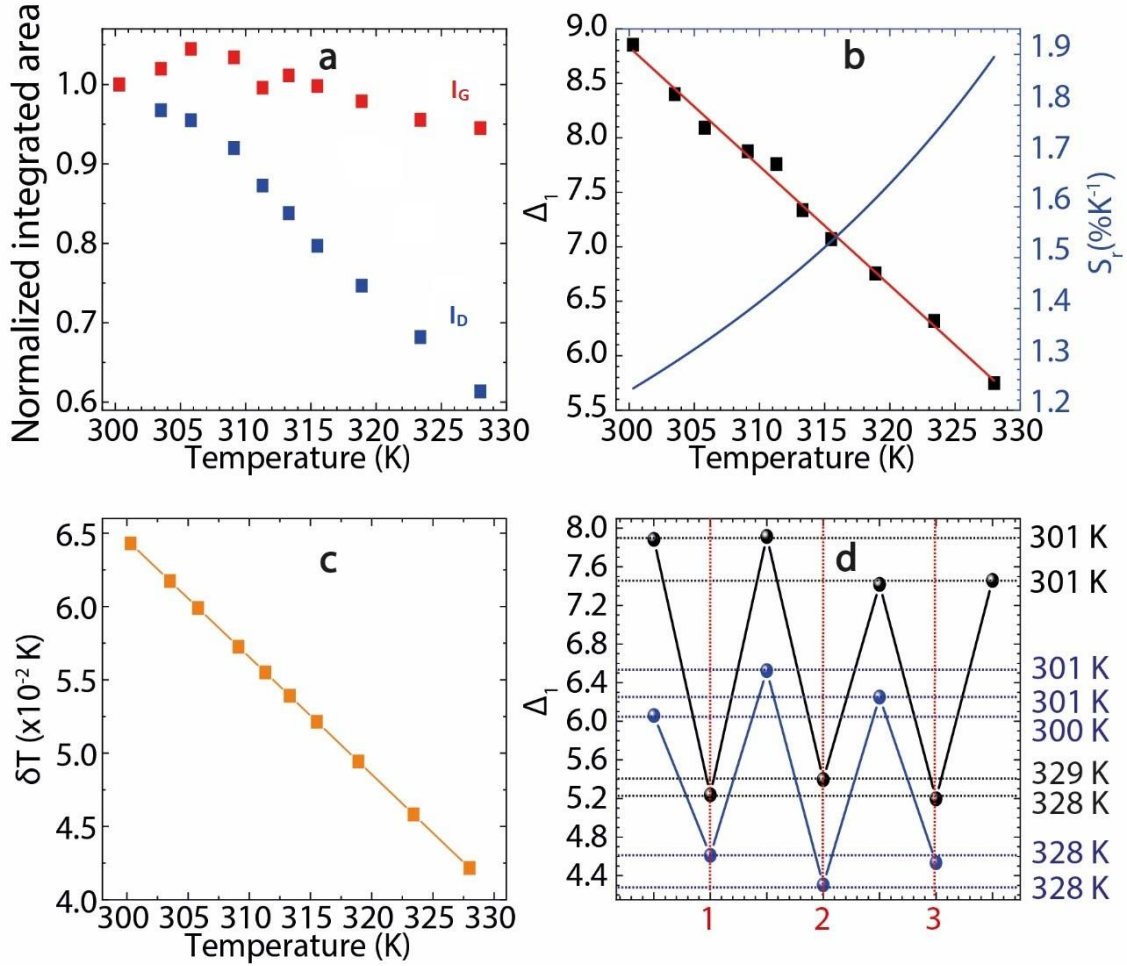 a
Normalized integrated area
1.0
0.9
0.8
0.7
0.6
I_G
I_D
300 305 310 315 320 325 330
Temperature (K)
b
Δ₁
9.0
8.5
8.0
7.5
7.0
6.5
6.0
5.5
1.9
1.8
1.7
1.6
1.5
1.4
1.3
1.2
S_r(%K⁻¹)
300 305 310 315 320 325 330
Temperature (K)
c
δT (x10⁻² K)
6.5
6.0
5.5
5.0
4.5
4.0
300 305 310 315 320 325 330
Temperature (K)
d
Δ₁
8.0
7.6
7.2
6.8
6.4
6.0
5.6
5.2
4.8
4.4
301 K
301 K
301 K
301 K
300 K
329 K
328 K
328 K
328 K
1 2 3